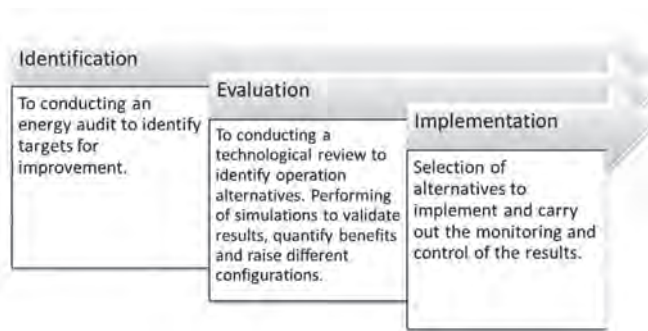 Identification
To conducting an
energy audit to identify
targets for
improvement.
Evaluation
To conducting a
technological review to
identify operation
alternatives. Performing
of simulations to validate
results, quantify benefits
and raise different
configurations.
Implementation
Selection of
alternatives to
implement and carry
out the monitoring and
control of the results.